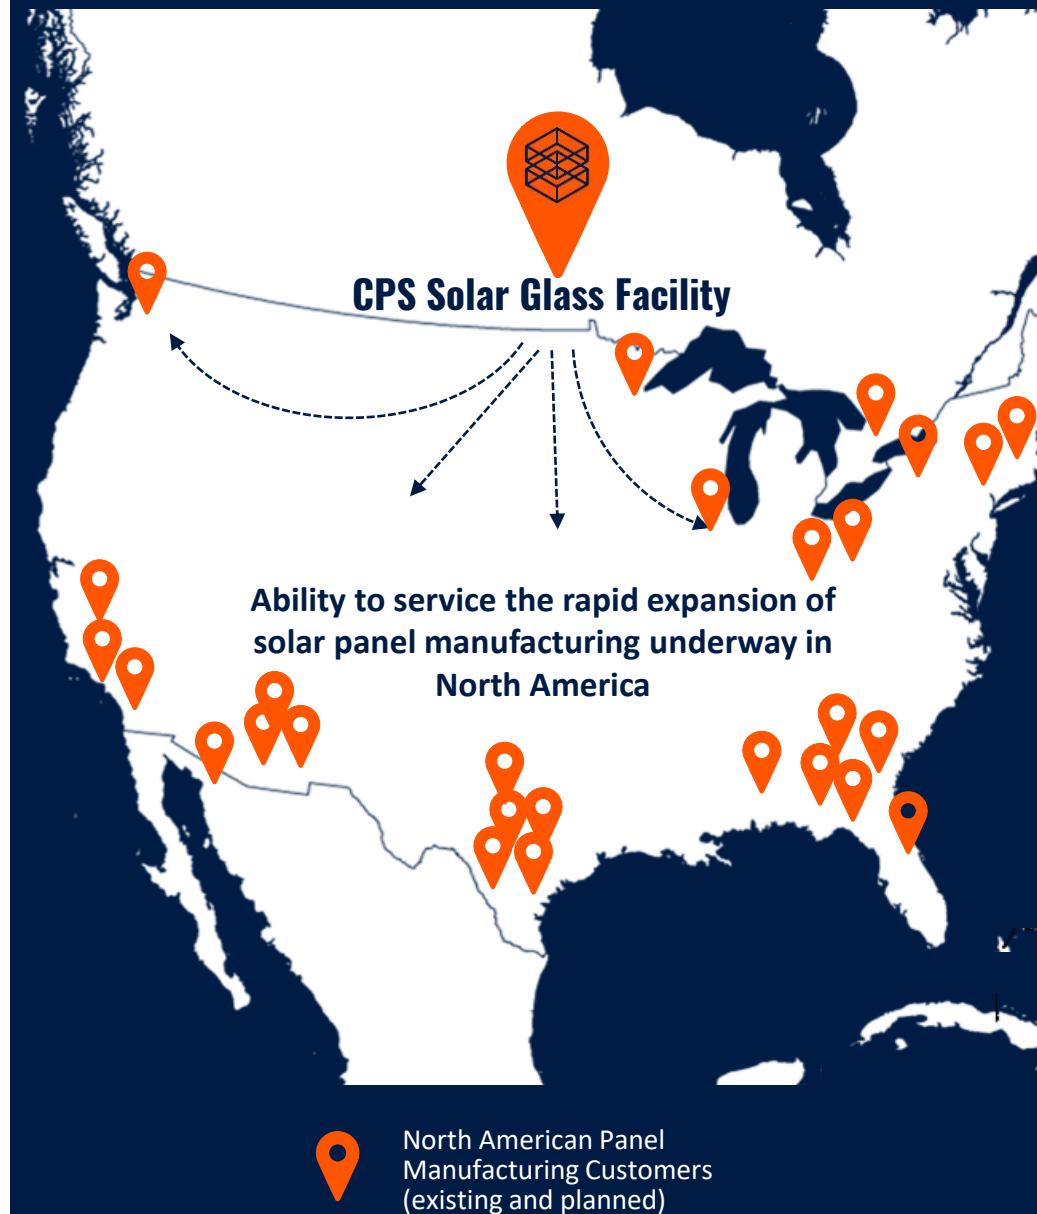 CPS Solar Glass Facility
Ability to service the rapid expansion of
solar panel manufacturing underway in
North America
North American Panel
Manufacturing Customers
(existing and planned)